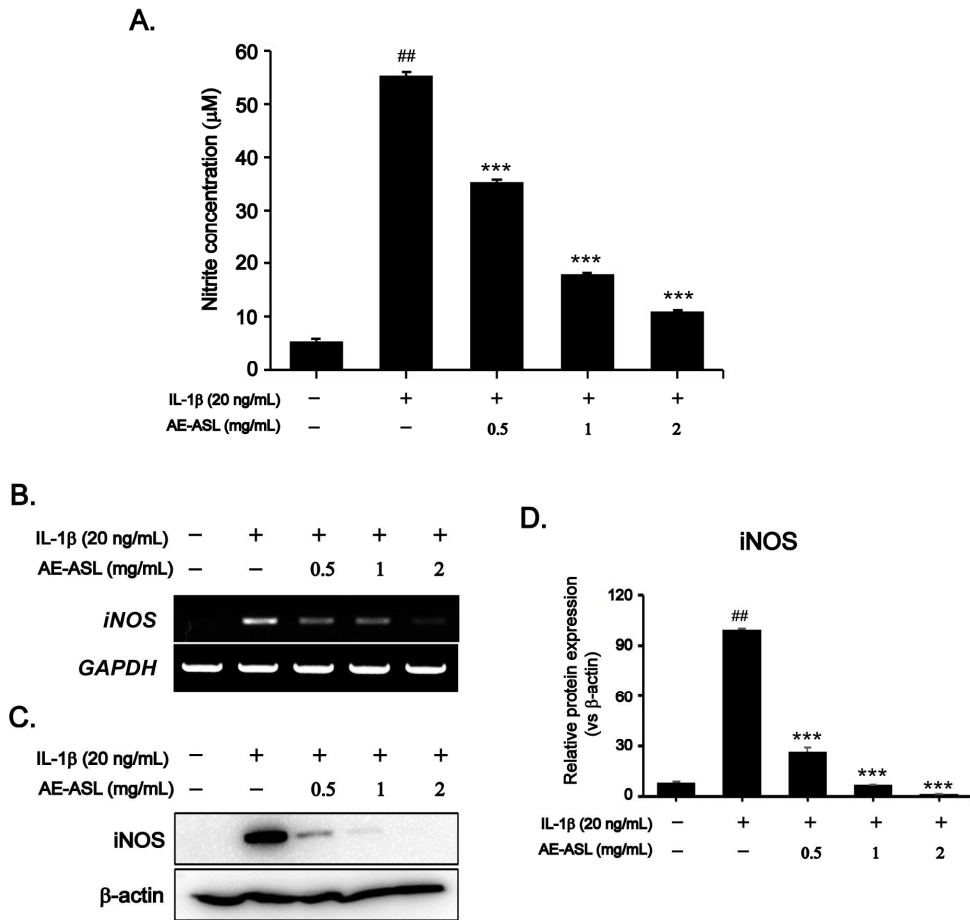 A.
Nitrite concentration (μM)
60
50
40
30
20
10
0
##
***
***
***
IL-1β (20 ng/mL) – + + + +
AE-ASL (mg/mL) – – 0.5 1 2
B.
IL-1β (20 ng/mL) – + + + +
AE-ASL (mg/mL) – – 0.5 1 2
iNOS
GAPDH
C.
IL-1β (20 ng/mL) – + + + +
AE-ASL (mg/mL) – – 0.5 1 2
iNOS
β-actin
D.
iNOS
Relative protein expression
(vs β-actin)
120
90
60
30
0
##
***
***
***
IL-1β (20 ng/mL) – + + + +
AE-ASL (mg/mL) – – 0.5 1 2